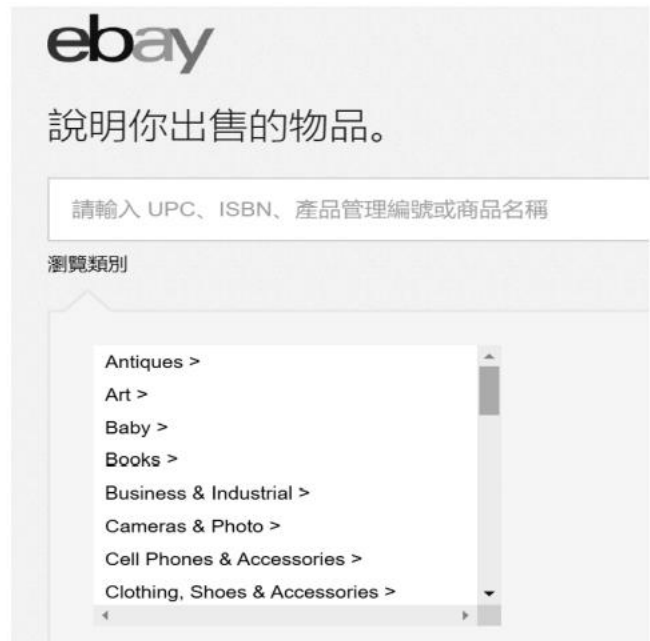 ebay
說明你出售的物品。
請輸入 UPC、ISBN、產品管理編號或商品名稱
瀏覽類別
Antiques >
Art >
Baby >
Books >
Business & Industrial >
Cameras & Photo >
Cell Phones & Accessories >
Clothing, Shoes & Accessories >